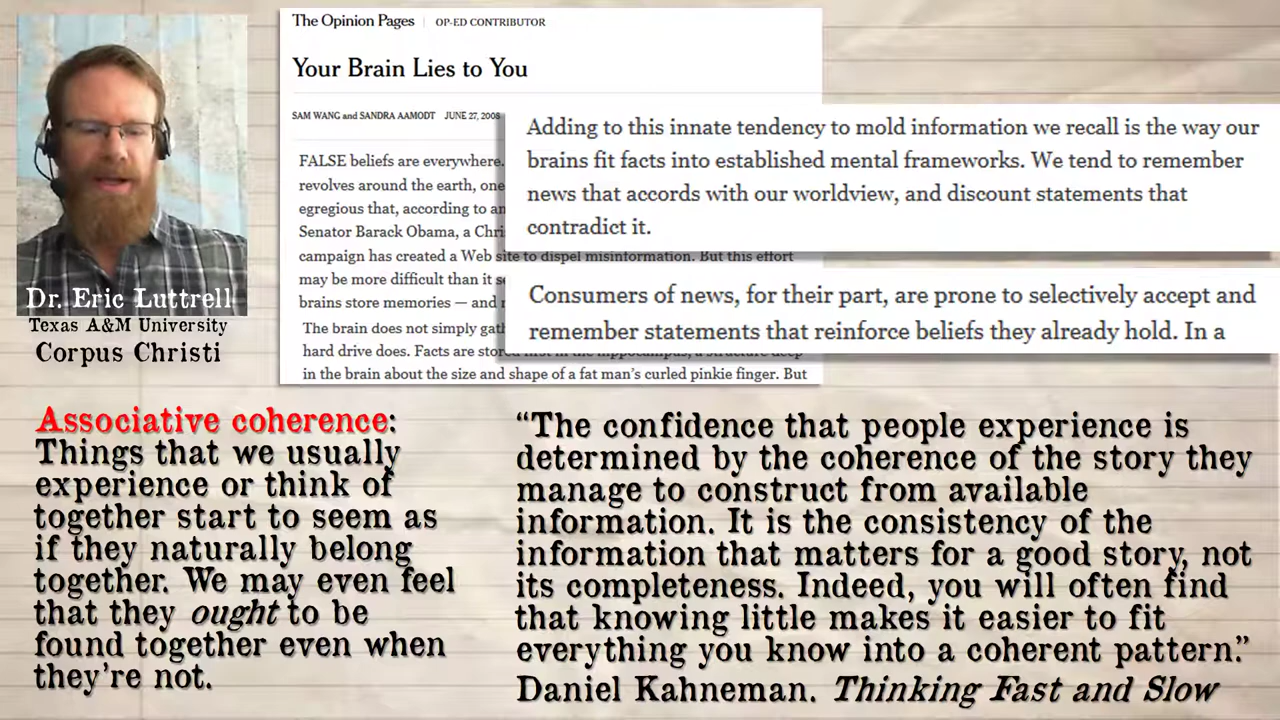 Dr. Eric Luttrell
Texas A&M University
Corpus Christi
The Opinion Pages | OP-ED CONTRIBUTOR
Your Brain Lies to You
SAM WANG and SANDRA AAMODT JUNE 27, 2008
FALSE beliefs are everywhere.
revolves around the earth, one
egregious that, according to an
Senator Barack Obama, a Chri
campaign has created a Web site to dispel misinformation. But this effort
may be more difficult than it se
brains store memories — and
The brain does not simply gath
hard drive does. Facts are stored first in the hippocampus, a structure deep
in the brain about the size and shape of a fat man's curled pinkie finger. But
Adding to this innate tendency to mold information we recall is the way our
brains fit facts into established mental frameworks. We tend to remember
news that accords with our worldview, and discount statements that
contradict it.
Consumers of news, for their part, are prone to selectively accept and
remember statements that reinforce beliefs they already hold. In a
Associative coherence:
Things that we usually
experience or think of
together start to seem as
if they naturally belong
together. We may even feel
that they ought to be
found together even when
they're not.
“The confidence that people experience is
determined by the coherence of the story they
manage to construct from available
information. It is the consistency of the
information that matters for a good story, not
its completeness. Indeed, you will often find
that knowing little makes it easier to fit
everything you know into a coherent pattern.”
Daniel Kahneman. Thinking Fast and Slow